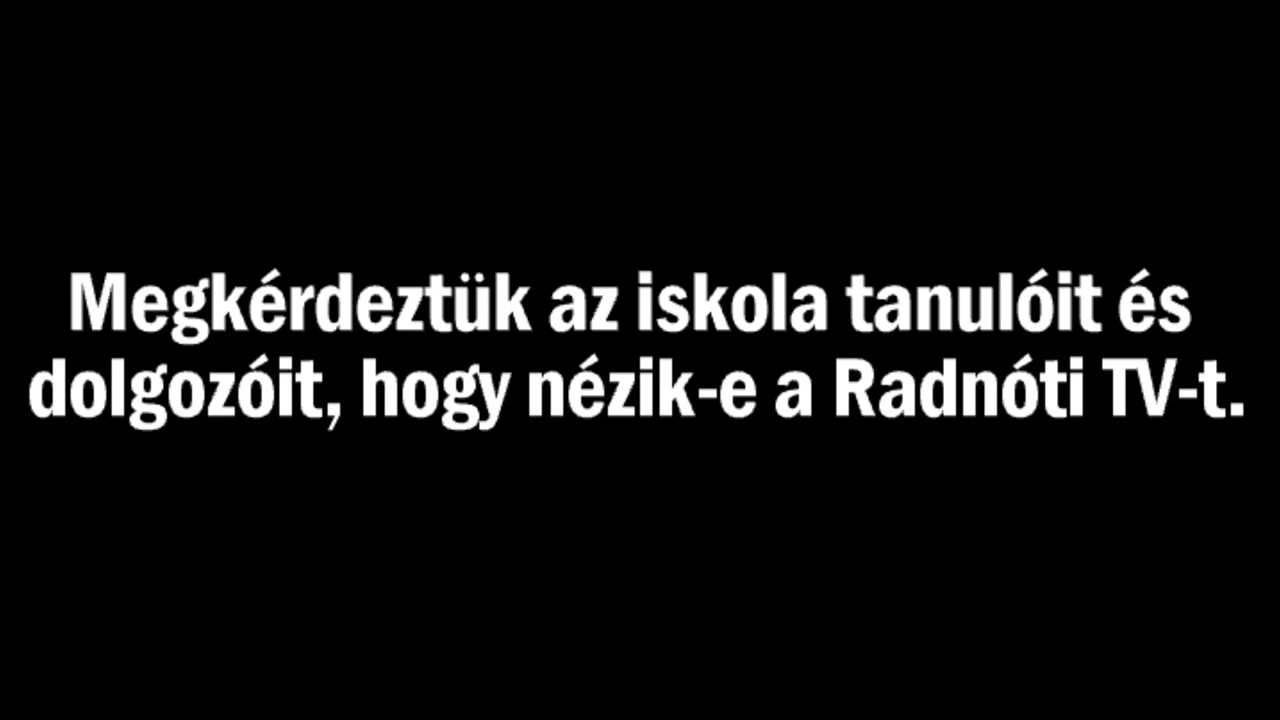 Megkérdeztük az iskola tanulóit és
dolgozóit, hogy nézik-e a Radnóti TV-t.